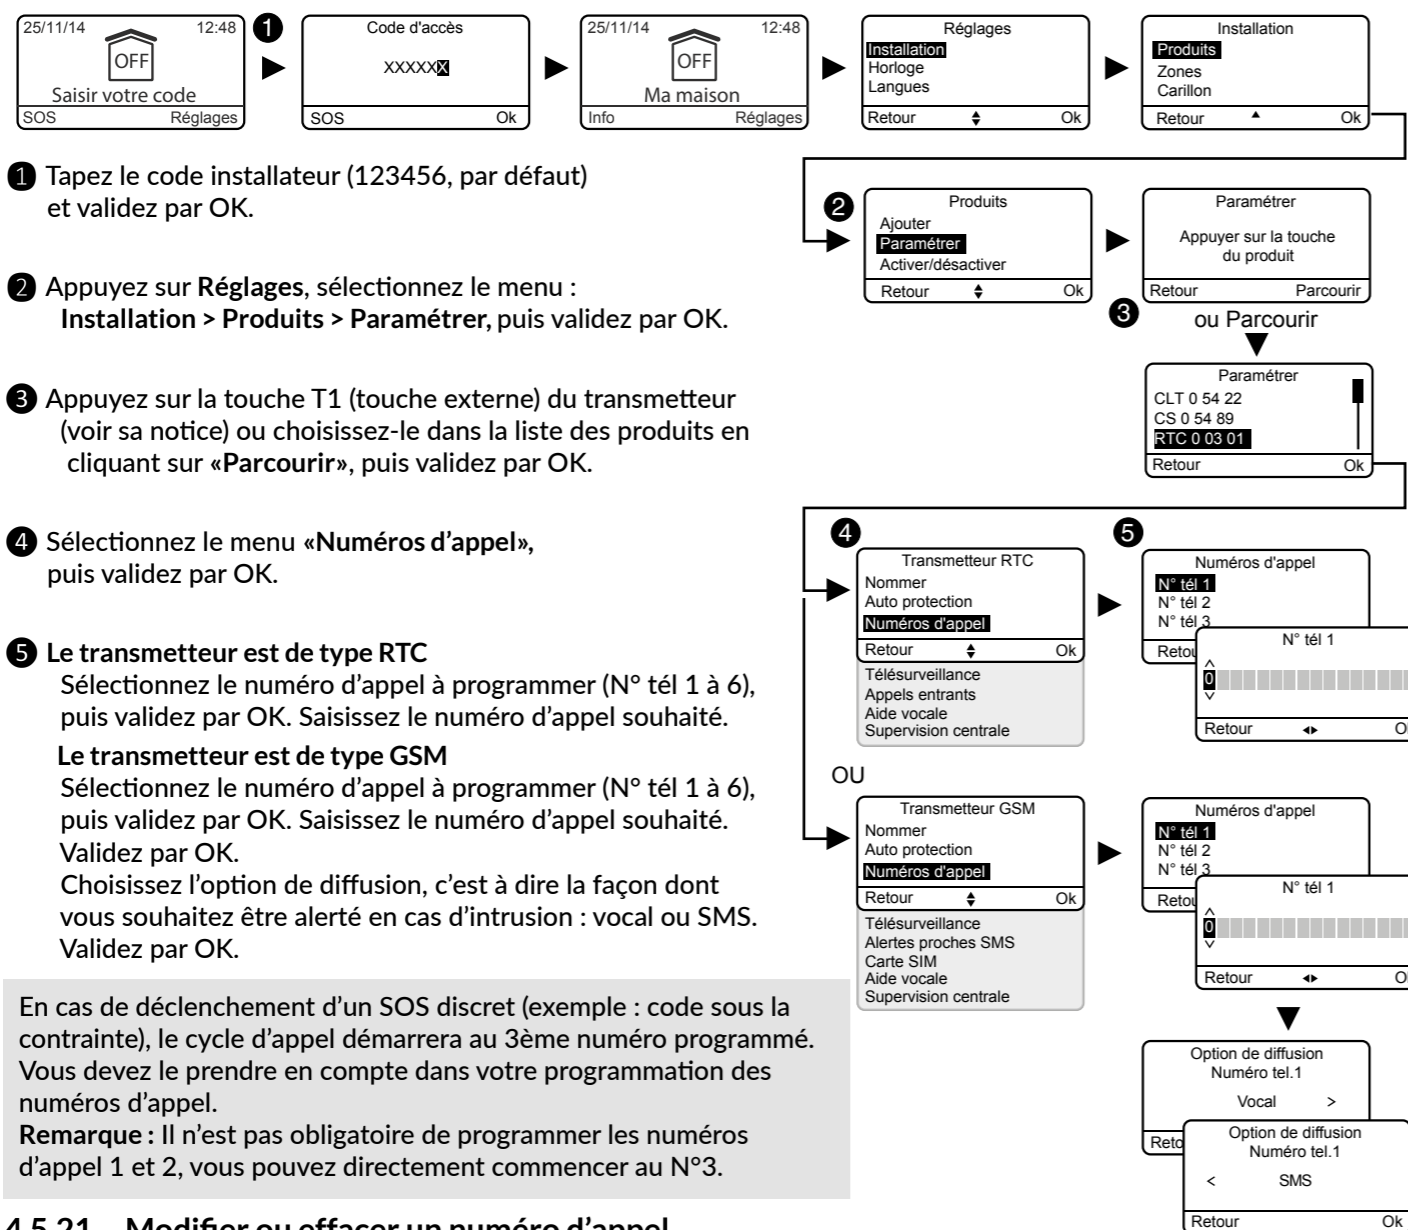 25/11/14 12:48
OFF
Saisir votre code
SOS Réglages
1
Code d'accès
XXXXXX
SOS Ok
25/11/14 12:48
OFF
Ma maison
Info Réglages
Réglages
Installation
Horloge
Langues
Retour Ok
Installation
Produits
Zones
Carillon
Retour Ok
1 Tapez le code installateur (123456, par défaut)
et validez par OK.
2 Appuyez sur Réglages, sélectionnez le menu :
Installation > Produits > Paramétrer, puis validez par OK.
3 Appuyez sur la touche T1 (touche externe) du transmetteur
(voir sa notice) ou choisissez-le dans la liste des produits en
cliquant sur «Parcourir», puis validez par OK.
4 Sélectionnez le menu «Numéros d'appel»,
puis validez par OK.
5 Le transmetteur est de type RTC
Sélectionnez le numéro d'appel à programmer (N° tél 1 à 6),
puis validez par OK. Saisissez le numéro d'appel souhaité.
Le transmetteur est de type GSM
Sélectionnez le numéro d'appel à programmer (N° tél 1 à 6),
puis validez par OK. Saisissez le numéro d'appel souhaité.
Validez par OK.
Choisissez l'option de diffusion, c'est à dire la façon dont
vous souhaitez être alerté en cas d'intrusion : vocal ou SMS.
Validez par OK.
En cas de déclenchement d'un SOS discret (exemple : code sous la
contrainte), le cycle d'appel démarrera au 3ème numéro programmé.
Vous devez le prendre en compte dans votre programmation des
numéros d'appel.
Remarque : Il n'est pas obligatoire de programmer les numéros
d'appel 1 et 2, vous pouvez directement commencer au N°3.
4.5.21 Modifier ou effacer un numéro d'appel
2
Produits
Ajouter
Paramétrer
Activer/désactiver
Retour Ok
Paramétrer
Appuyer sur la touche
du produit
Retour Parcourir
3
ou Parcourir
Paramétrer
CLT 0 54 22
CS 0 54 89
RTC 0 03 01
Retour Ok
4
Transmetteur RTC
Nommer
Auto protection
Numéros d'appel
Retour Ok
Télésurveillance
Appels entrants
Aide vocale
Supervision centrale
5
Numéros d'appel
N° tél 1
N° tél 2
N° tél 3
Retou
N° tél 1
0
Retour O
OU
Transmetteur GSM
Nommer
Auto protection
Numéros d'appel
Retour Ok
Télésurveillance
Alertes proches SMS
Carte SIM
Aide vocale
Supervision centrale
Numéros d'appel
N° tél 1
N° tél 2
N° tél 3
Retou
N° tél 1
0
Retour O
Option de diffusion
Numéro tel.1
Vocal >
Reto
Option de diffusion
Numéro tel.1
< SMS
Retour Ok